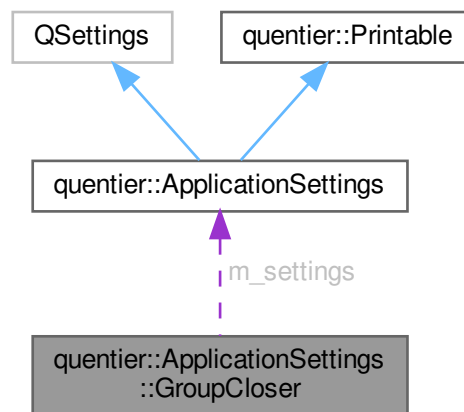 QSettings
quentier::Printable
quentier::ApplicationSettings
m_settings
quentier::ApplicationSettings
::GroupCloser